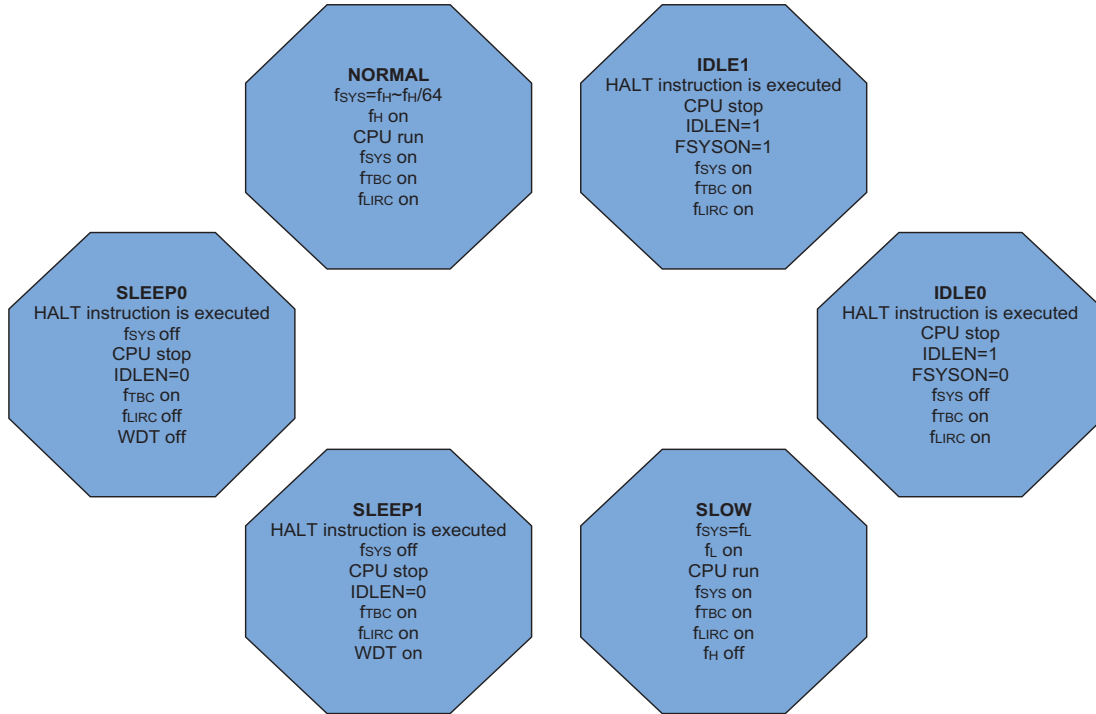 NORMAL
fSYS=fH~fH/64
fH on
CPU run
fSYS on
fTBC on
fLIRC on
IDLE1
HALT instruction is executed
CPU stop
IDLEN=1
FSYSON=1
fSYS on
fTBC on
fLIRC on
SLEEP0
HALT instruction is executed
fSYS off
CPU stop
IDLEN=0
fTBC on
fLIRC off
WDT off
IDLE0
HALT instruction is executed
CPU stop
IDLEN=1
FSYSON=0
fSYS off
fTBC on
fLIRC on
SLEEP1
HALT instruction is executed
fSYS off
CPU stop
IDLEN=0
fTBC on
fLIRC on
WDT on
SLOW
fSYS=fL
fL on
CPU run
fSYS on
fTBC on
fLIRC on
fH off